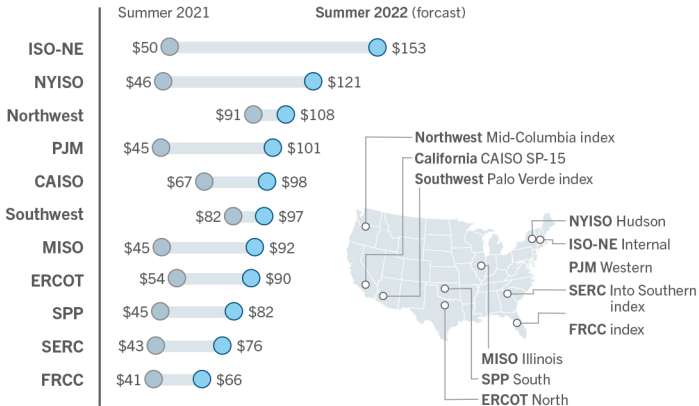 Summer 2021 Summer 2022 (forcast)
ISO-NE $50 $153
NYISO $46 $121
Northwest $91 $108
PJM $45 $101
CAISO $67 $98
Southwest $82 $97
MISO $45 $92
ERCOT $54 $90
SPP $45 $82
SERC $43 $76
FRCC $41 $66
Northwest Mid-Columbia index
California CAISO SP-15
Southwest Palo Verde index
NYISO Hudson
ISO-NE Internal
PJM Western
SERC Into Southern
index
FRCC index
MISO Illinois
SPP South
ERCOT North